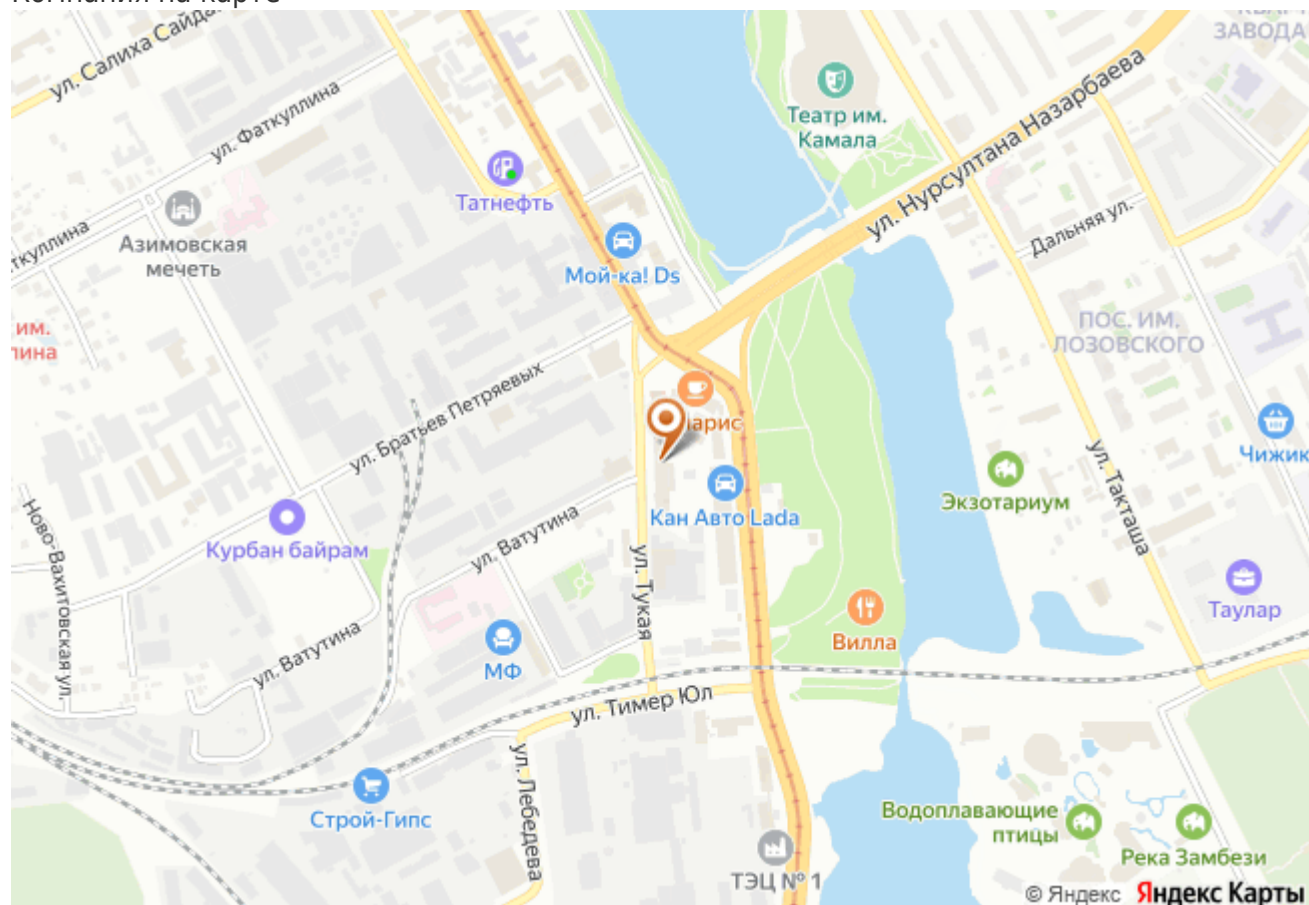 ул. Салиха
КВАРТ
ЗАВОДА
ул. Фаткуллина
Театр им.
Камала
ул. Нурсултана Назарбаева
Татнефть
Азимовская
мечеть
Дальняя ул.
Мой-ка! Ds
им.
ПОС. ИМ.
ЛОЗОВСКОГО
ул. Братьев Петряевых
Чижик
Экзотариум
ул. Такташа
Кан Авто Lada
Ново-Вахитовская ул.
ул. Ватутина
Курбан байрам
ул. Тукая
Таулар
Вилла
ул. Ватутина
МФ
ул. Тимер Юл
ул. Лебедева
Строй-Гипс
Водоплавающие
птицы
Река Замбези
ТЭЦ № 1
© Яндекс Яндекс Карты